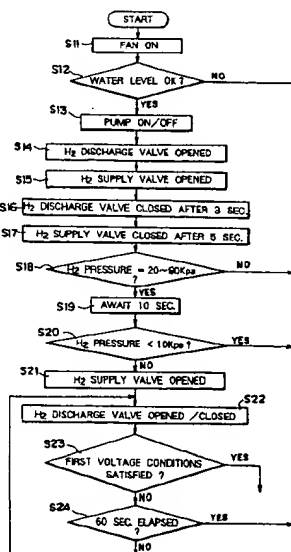 START
S11
FAN ON
S12
WATER LEVEL OK?
NO
YES
S13
PUMP ON/OFF
S14
H2 DISCHARGE VALVE OPENED
S15
H2 SUPPLY VALVE OPENED
S16
H2 DISCHARGE VALVE CLOSED AFTER 3 SEC.
S17
H2 SUPPLY VALVE CLOSED AFTER 5 SEC.
S18
H2 PRESSURE = 20~90Kpa
?
NO
YES
S19
AWAIT 10 SEC.
S20
H2 PRESSURE < 10Kpa?
YES
NO
S21
H2 SUPPLY VALVE OPENED
S22
H2 DISCHARGE VALVE OPENED/CLOSED
S23
FIRST VOLTAGE CONDITIONS
SATISFIED ?
YES
NO
S24
60 SEC. ELAPSED
?
YES
NO